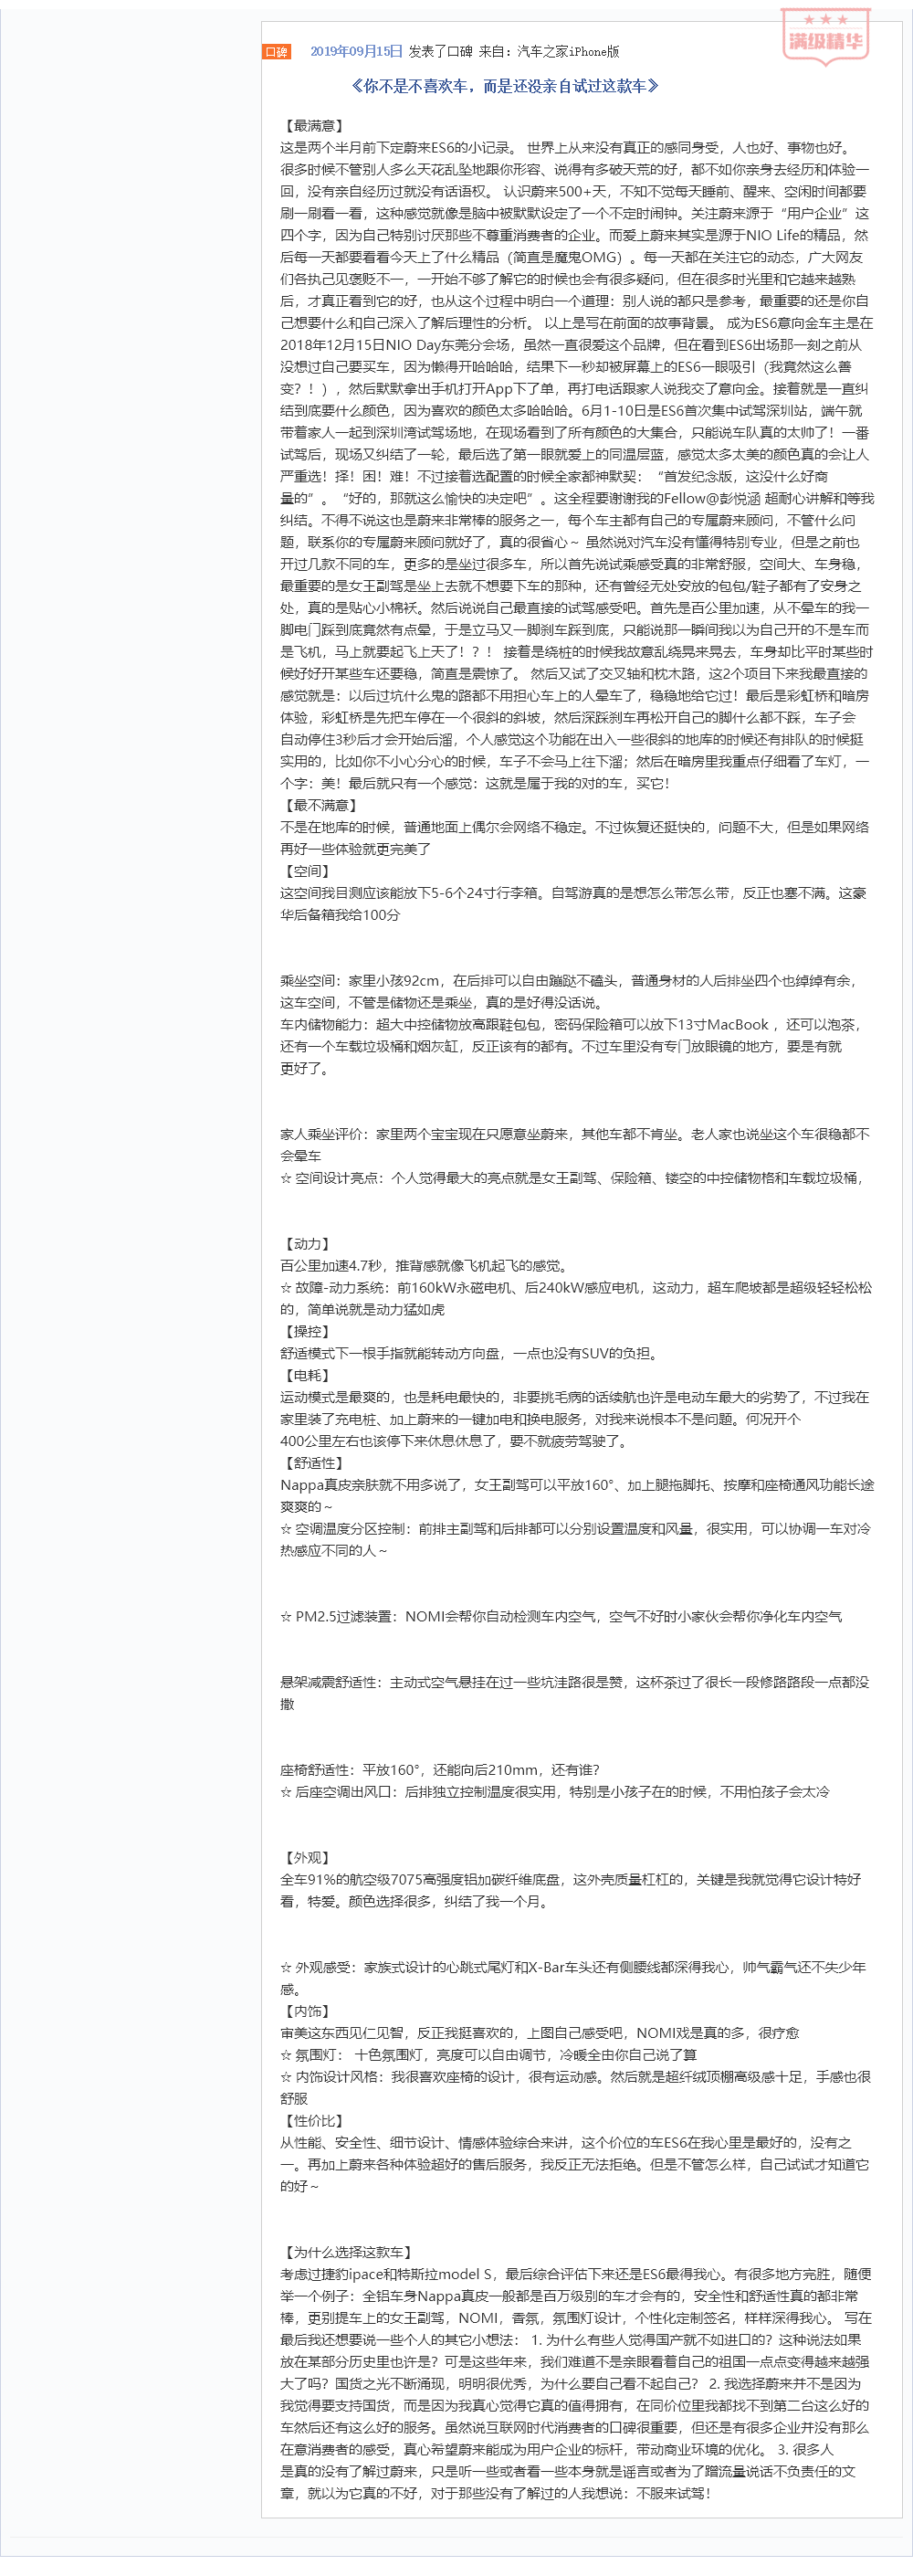 满级精华
口碑 2019年09月15日 发表了口碑 来自：汽车之家iPhone版
《你不是不喜欢车，而是还没亲自试过这款车》
【最满意】
这是两个半月前下定蔚来ES6的小记录。 世界上从来没有真正的感同身受，人也好、事物也好。
很多时候不管别人多么天花乱坠地跟你形容、说得有多破天荒的好，都不如你亲身去经历和体验一
回，没有亲自经历过就没有话语权。 认识蔚来500+天，不知不觉每天睡前、醒来、空闲时间都要
刷一刷看一看，这种感觉就像是脑中被默默设定了一个不定时闹钟。关注蔚来源于“用户企业”这
四个字，因为自己特别讨厌那些不尊重消费者的企业。而爱上蔚来其实是源于NIO Life的精品，然
后每一天都要看看今天上了什么精品（简直是魔鬼OMG）。每一天都在关注它的动态，广大网友
们各执己见褒贬不一，一开始不够了解它的时候也会有很多疑问，但在很多时光里和它越来越熟
后，才真正看到它的好，也从这个过程中明白一个道理：别人说的都只是参考，最重要的还是你自
己想要什么和自己深入了解后理性的分析。 以上是写在前面的故事背景。 成为ES6意向金车主是在
2018年12月15日NIO Day东莞分会场，虽然一直很爱这个品牌，但在看到ES6出场那一刻之前从
没想过自己要买车，因为懒得开哈哈哈，结果下一秒却被屏幕上的ES6一眼吸引（我竟然这么善
变？！），然后默默拿出手机打开App下了单，再打电话跟家人说我交了意向金。接着就是一直纠
结到底要什么颜色，因为喜欢的颜色太多哈哈哈。6月1-10日是ES6首次集中试驾深圳站，端午就
带着家人一起到深圳湾试驾场地，在现场看到了所有颜色的大集合，只能说车队真的太帅了！一番
试驾后，现场又纠结了一轮，最后选了第一眼就爱上的同温层蓝，感觉太多太美的颜色真的会让人
严重选！择！困！难！不过接着选配置的时候全家都神默契：“首发纪念版，这没什么好商
量的”。“好的，那就这么愉快的决定吧”。这全程要谢谢我的Fellow@彭悦涵 超耐心讲解和等我
纠结。不得不说这也是蔚来非常棒的服务之一，每个车主都有自己的专属蔚来顾问，不管什么问
题，联系你的专属蔚来顾问就好了，真的很省心～ 虽然说对汽车没有懂得特别专业，但是之前也
开过几款不同的车，更多的是坐过很多车，所以首先说试乘感受真的非常舒服，空间大、车身稳，
最重要的是女王副驾是坐上去就不想要下车的那种，还有曾经无处安放的包包/鞋子都有了安身之
处，真的是贴心小棉袄。然后说说自己最直接的试驾感受吧。首先是百公里加速，从不晕车的我一
脚电门踩到底竟然有点晕，于是立马又一脚刹车踩到底，只能说那一瞬间我以为自己开的不是车而
是飞机，马上就要起飞上天了！？！ 接着是绕桩的时候我故意乱绕晃来晃去，车身却比平时某些时
候好好开某些车还要稳，简直是震惊了。 然后又试了交叉轴和枕木路，这2个项目下来我最直接的
感觉就是：以后过坑什么鬼的路都不用担心车上的人晕车了，稳稳地给它过！最后是彩虹桥和暗房
体验，彩虹桥是先把车停在一个很斜的斜坡，然后深踩刹车再松开自己的脚什么都不踩，车子会
自动停住3秒后才会开始后溜，个人感觉这个功能在出入一些很斜的地库的时候还有排队的时候挺
实用的，比如你不小心分心的时候，车子不会马上往下溜；然后在暗房里我重点仔细看了车灯，一
个字：美！最后就只有一个感觉：这就是属于我的对的车，买它！
【最不满意】
不是在地库的时候，普通地面上偶尔会网络不稳定。不过恢复还挺快的，问题不大，但是如果网络
再好一些体验就更完美了
【空间】
这空间我目测应该能放下5-6个24寸行李箱。自驾游真的是想怎么带怎么带，反正也塞不满。这豪
华后备箱我给100分
乘坐空间：家里小孩92cm，在后排可以自由蹦跶不磕头，普通身材的人后排坐四个也绰绰有余，
这车空间，不管是储物还是乘坐，真的是好得没话说。
车内储物能力：超大中控储物放高跟鞋包包，密码保险箱可以放下13寸MacBook ，还可以泡茶，
还有一个车载垃圾桶和烟灰缸，反正该有的都有。不过车里没有专门放眼镜的地方，要是有就
更好了。
家人乘坐评价：家里两个宝宝现在只愿意坐蔚来，其他车都不肯坐。老人家也说坐这个车很稳都不
会晕车
☆ 空间设计亮点：个人觉得最大的亮点就是女王副驾、保险箱、镂空的中控储物格和车载垃圾桶，
【动力】
百公里加速4.7秒，推背感就像飞机起飞的感觉。
☆ 故障-动力系统：前160kW永磁电机、后240kW感应电机，这动力，超车爬坡都是超级轻轻松松
的，简单说就是动力猛如虎
【操控】
舒适模式下一根手指就能转动方向盘，一点也没有SUV的负担。
【电耗】
运动模式是最爽的，也是耗电最快的，非要挑毛病的话续航也许是电动车最大的劣势了，不过我在
家里装了充电桩、加上蔚来的一键加电和换电服务，对我来说根本不是问题。何况开个
400公里左右也该停下来休息休息了，要不就疲劳驾驶了。
【舒适性】
Nappa真皮亲肤就不用多说了，女王副驾可以平放160°、加上腿拖脚托、按摩和座椅通风功能长途
爽爽的～
☆ 空调温度分区控制：前排主副驾和后排都可以分别设置温度和风量，很实用，可以协调一车对冷
热感应不同的人～
☆ PM2.5过滤装置：NOMI会帮你自动检测车内空气，空气不好时小家伙会帮你净化车内空气
悬架减震舒适性：主动式空气悬挂在过一些坑洼路很是赞，这杯茶过了很长一段修路路段一点都没
撒
座椅舒适性：平放160°，还能向后210mm，还有谁？
☆ 后座空调出风口：后排独立控制温度很实用，特别是小孩子在的时候，不用怕孩子会太冷
【外观】
全车91%的航空级7075高强度铝加碳纤维底盘，这外壳质量杠杠的，关键是我就觉得它设计特好
看，特爱。颜色选择很多，纠结了我一个月。
☆ 外观感受：家族式设计的心跳式尾灯和X-Bar车头还有侧腰线都深得我心，帅气霸气还不失少年
感。
【内饰】
审美这东西见仁见智，反正我挺喜欢的，上图自己感受吧，NOMI戏是真的多，很疗愈
☆ 氛围灯： 十色氛围灯，亮度可以自由调节，冷暖全由你自己说了算
☆ 内饰设计风格：我很喜欢座椅的设计，很有运动感。然后就是超纤绒顶棚高级感十足，手感也很
舒服
【性价比】
从性能、安全性、细节设计、情感体验综合来讲，这个价位的车ES6在我心里是最好的，没有之
一。再加上蔚来各种体验超好的售后服务，我反正无法拒绝。但是不管怎么样，自己试试才知道它
的好～
【为什么选择这款车】
考虑过捷豹ipace和特斯拉model S，最后综合评估下来还是ES6最得我心。有很多地方完胜，随便
举一个例子：全铝车身Nappa真皮一般都是百万级别的车才会有的，安全性和舒适性真的都非常
棒，更别提车上的女王副驾，NOMI，香氛，氛围灯设计，个性化定制签名，样样深得我心。 写在
最后我还想要说一些个人的其它小想法： 1. 为什么有些人觉得国产就不如进口的？这种说法如果
放在某部分历史里也许是？可是这些年来，我们难道不是亲眼看着自己的祖国一点点变得越来越强
大了吗？国货之光不断涌现，明明很优秀，为什么要自己看不起自己？ 2. 我选择蔚来并不是因为
我觉得要支持国货，而是因为我真心觉得它真的值得拥有，在同价位里我都找不到第二台这么好的
车然后还有这么好的服务。虽然说互联网时代消费者的口碑很重要，但还是有很多企业并没有那么
在意消费者的感受，真心希望蔚来能成为用户企业的标杆，带动商业环境的优化。 3. 很多人
是真的没有了解过蔚来，只是听一些或者看一些本身就是谣言或者为了蹭流量说话不负责任的文
章，就以为它真的不好，对于那些没有了解过的人我想说：不服来试驾！